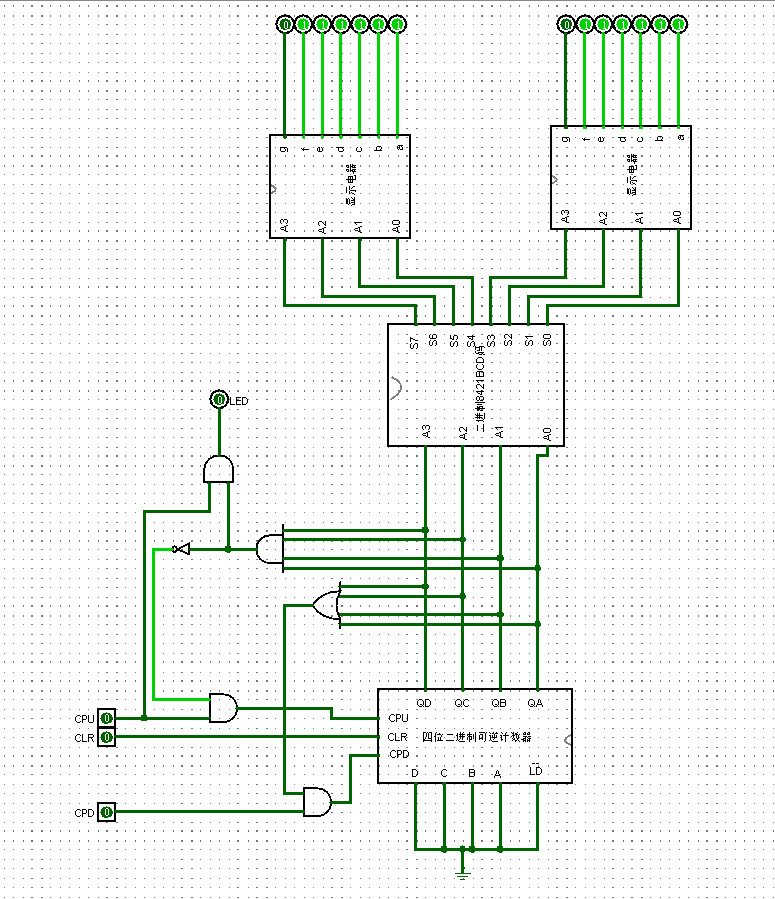 0 1 1 1 1 1 1
0 1 1 1 1 1 1
g f e d c b a
显示电器
A3 A2 A1 A0
g f e d c b a
显示电器
A3 A2 A1 A0
S7 S6 S5 S4 S3 S2 S1 S0
二进制8421BCD码
A3 A2 A1 A0
0 LED
QD QC QB QA
CPU 0
CPU
CLR 0
CLR
四位二进制可逆计数器
CPD
D C B A LD
CPD 0